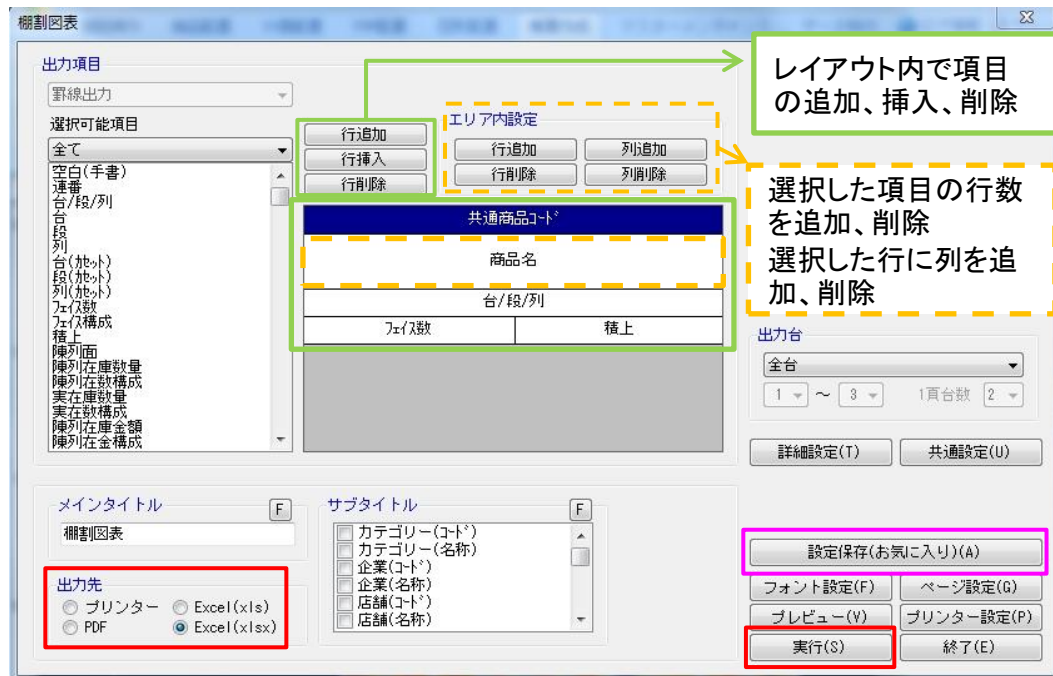 棚割図表
出力項目
罫線出力
選択可能項目
全て
空白(手書)
連番
台/段/列
台
段
列
台(ｶｾｯﾄ)
段(ｶｾｯﾄ)
列(ｶｾｯﾄ)
ﾌｪｲｽ数
ﾌｪｲｽ構成
積上
陳列面
陳列在庫数量
陳列在数構成
実在庫数量
実在数構成
陳列在庫金額
陳列在金構成
行追加
行挿入
行削除
エリア内設定
行追加 列追加
行削除 列削除
共通商品ｺｰﾄﾞ
商品名
台/段/列
ﾌｪｲｽ数 積上
レイアウト内で項目
の追加、挿入、削除
選択した項目の行数
を追加、削除
選択した行に列を追
加、削除
出力台
全台
1 ～ 3 1頁台数 2
詳細設定(T) 共通設定(U)
メインタイトル F
棚割図表
サブタイトル F
カテゴリー(ｺｰﾄﾞ)
カテゴリー(名称)
企業(ｺｰﾄﾞ)
企業(名称)
店舗(ｺｰﾄﾞ)
店舗(名称)
出力先
プリンター Excel(xls)
PDF Excel(xlsx)
設定保存(お気に入り)(A)
フォント設定(F) ページ設定(G)
プレビュー(V) プリンター設定(P)
実行(S) 終了(E)